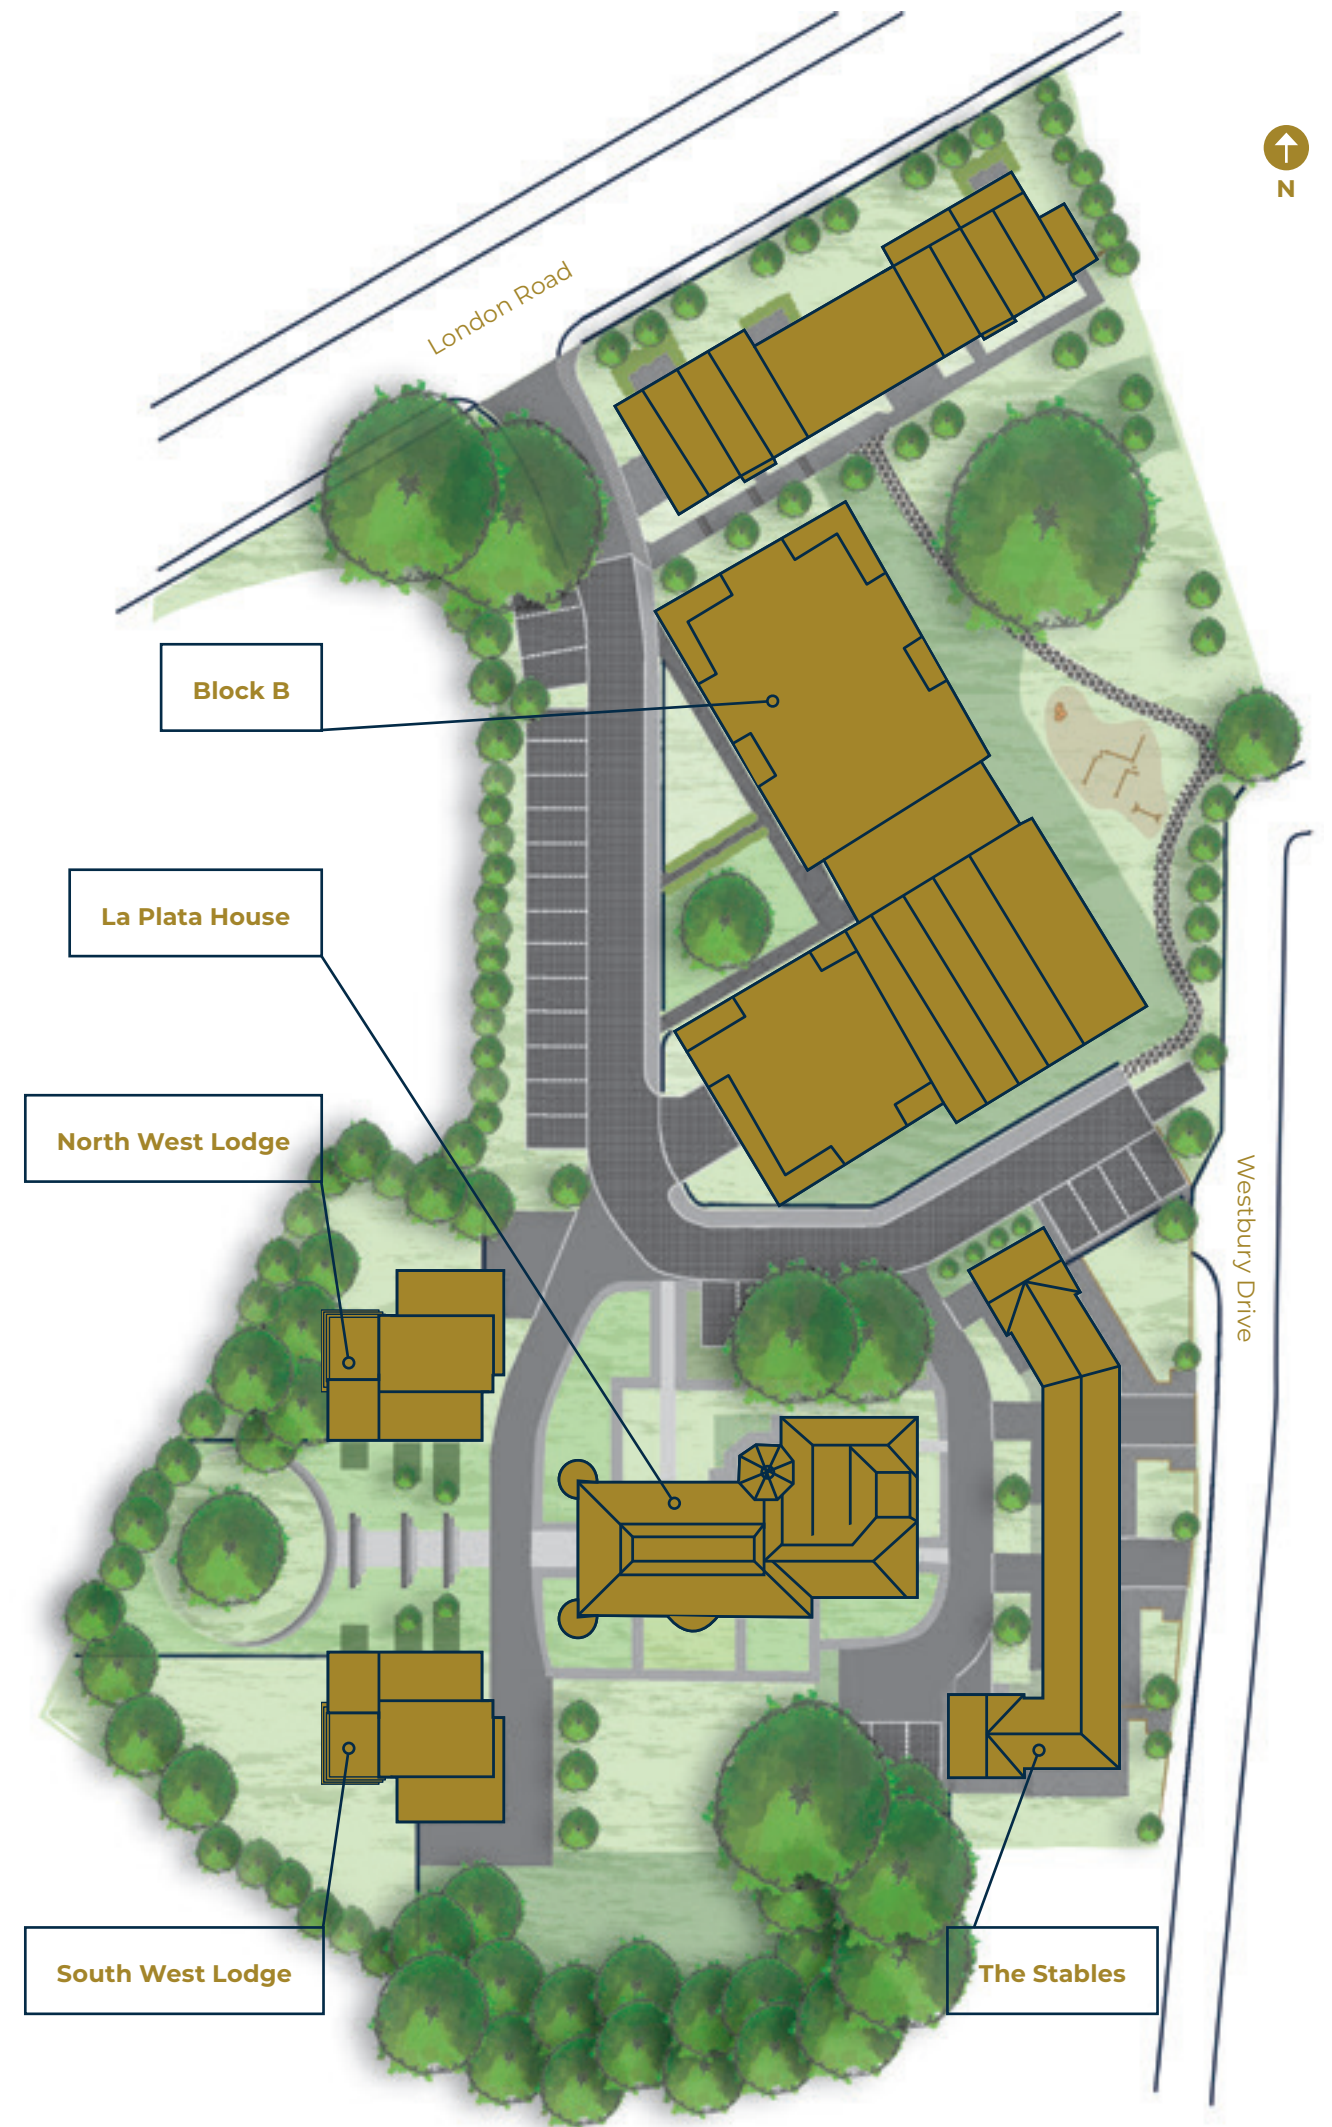 N
London Road
Block B
La Plata House
North West Lodge
Westbury Drive
South West Lodge
The Stables